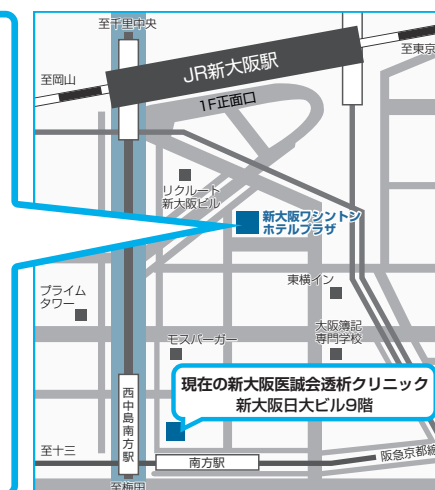 至千里中央
JR新大阪駅
至東京
至岡山
1F正面口
リクルート
新大阪ビル
新大阪ワシントン
ホテルプラザ
東横イン
プライム
タワー
大阪簿記
専門学校
モスバーガー
現在の新大阪医誠会透析クリニック
新大阪日大ビル9階
西中島南方駅
至十三
南方駅
阪急京都線
至梅田